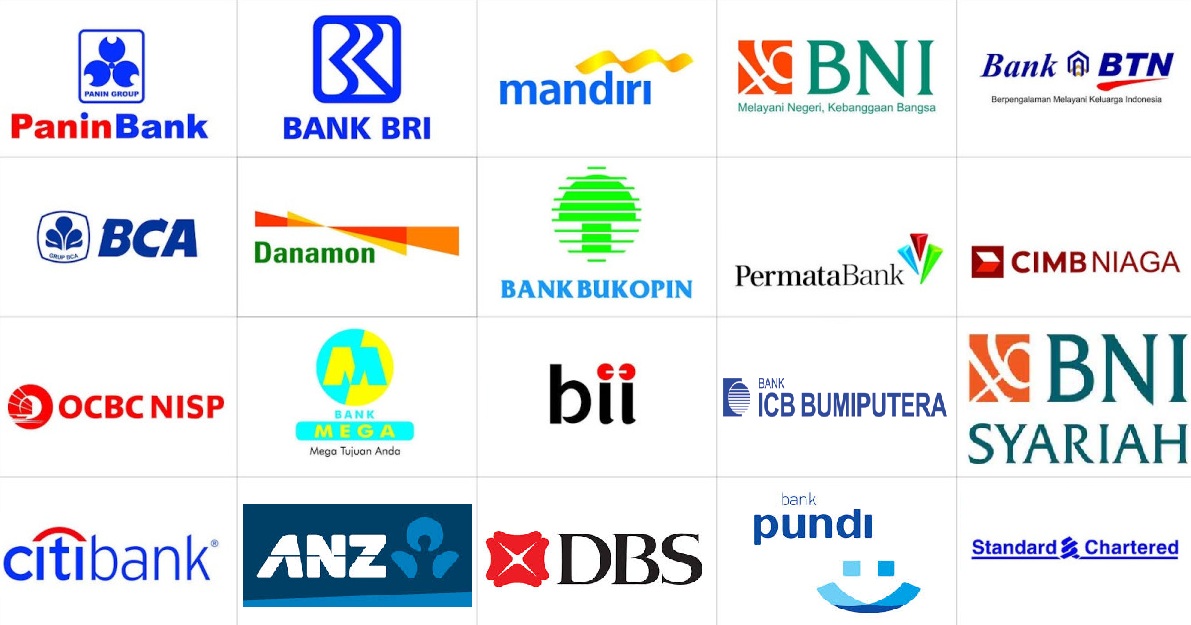 PANIN GROUP
PaninBank
BANK BRI
mandiri
BNI
Melayani Negeri, Kebanggaan Bangsa
Bank BTN
Berpengalaman Melayani Keluarga Indonesia
GRUP BCA
BCA
Danamon
BANK BUKOPIN
PermataBank
CIMB NIAGA
OCBC NISP
BANK
MEGA
Mega Tujuan Anda
bii
BANK
ICB BUMIPUTERA
BNI
SYARIAH
citibank®
ANZ
DBS
bank
pundi
Standard Chartered